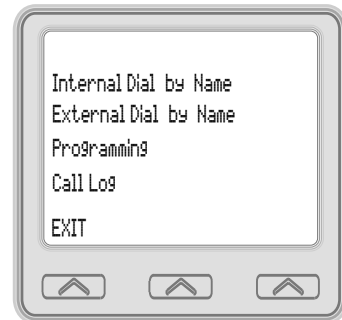 Internal Dial by Name
External Dial by Name
Programming
Call Log
EXIT